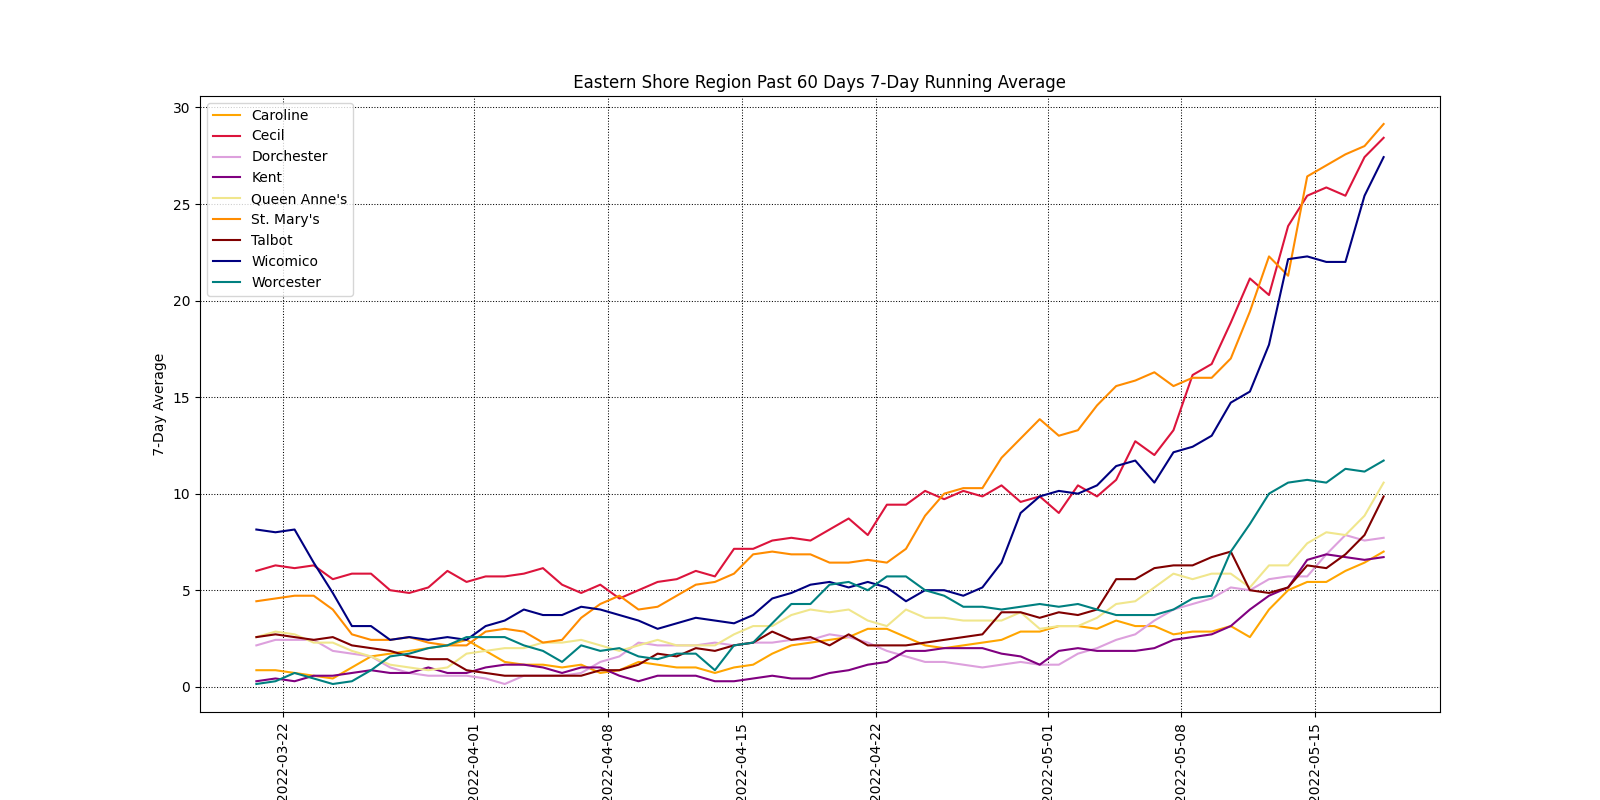 Eastern Shore Region Past 60 Days 7-Day Running Average
30
25
20
15
10
5
0
7-Day Average
Caroline
Cecil
Dorchester
Kent
Queen Anne's
St. Mary's
Talbot
Wicomico
Worcester
2022-03-22
2022-04-01
2022-04-08
2022-04-15
2022-04-22
2022-05-01
2022-05-08
2022-05-15